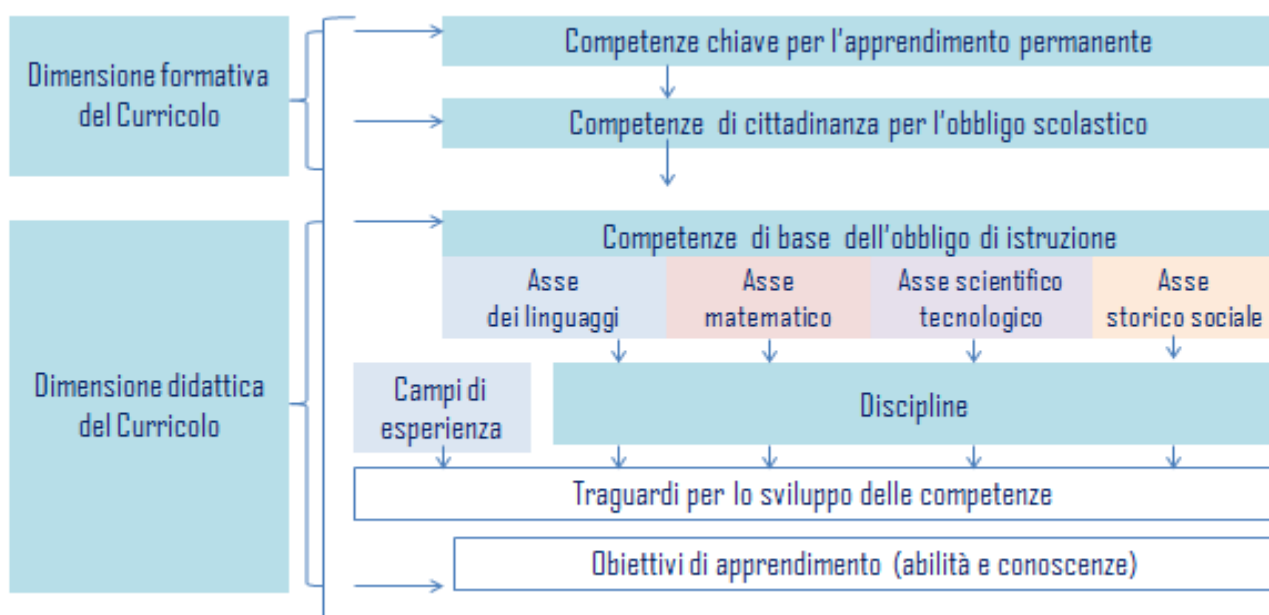 Dimensione formativa
del Curricolo
Competenze chiave per l'apprendimento permanente
Competenze di cittadinanza per l'obbligo scolastico
Dimensione didattica
del Curricolo
Competenze di base dell'obbligo di istruzione
Asse
dei linguaggi
Asse
matematico
Asse scientifico
tecnologico
Asse
storico sociale
Campi di
esperienza
Discipline
Traguardi per lo sviluppo delle competenze
Obiettivi di apprendimento (abilità e conoscenze)